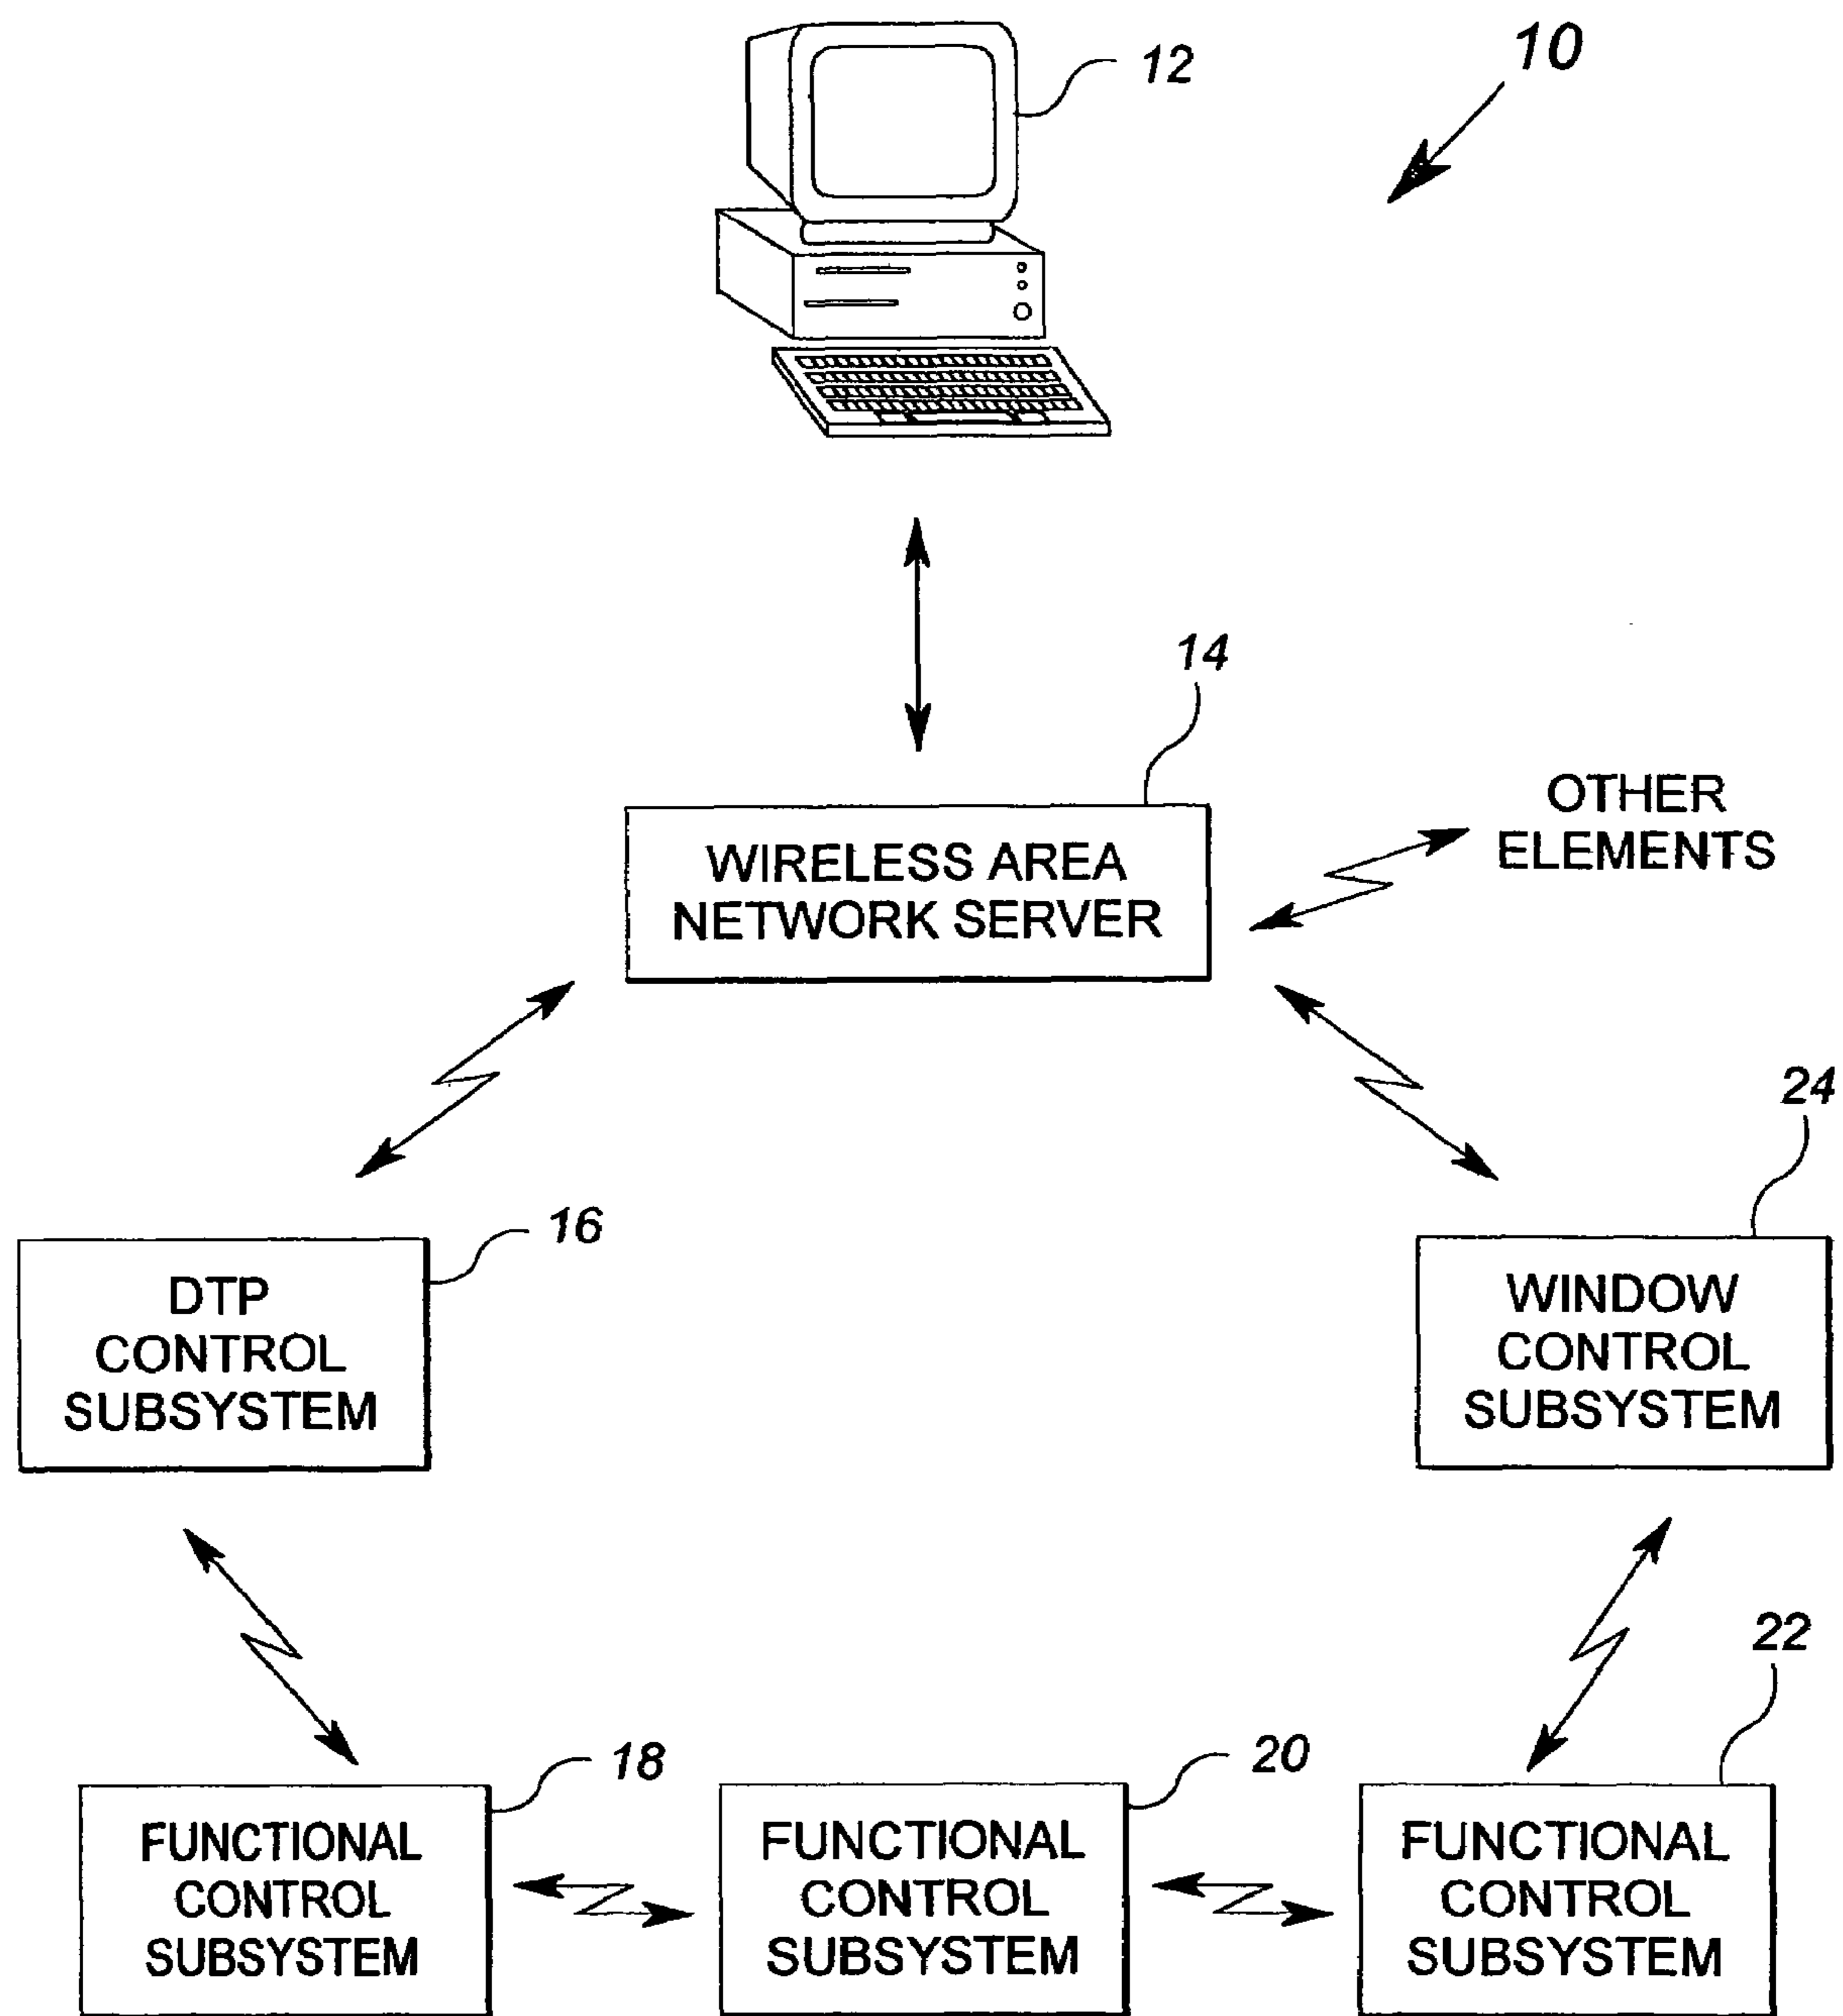 10
12
14
WIRELESS AREA
NETWORK SERVER
OTHER
ELEMENTS
16
DTP
CONTROL
SUBSYSTEM
24
WINDOW
CONTROL
SUBSYSTEM
18
FUNCTIONAL
CONTROL
SUBSYSTEM
20
FUNCTIONAL
CONTROL
SUBSYSTEM
22
FUNCTIONAL
CONTROL
SUBSYSTEM